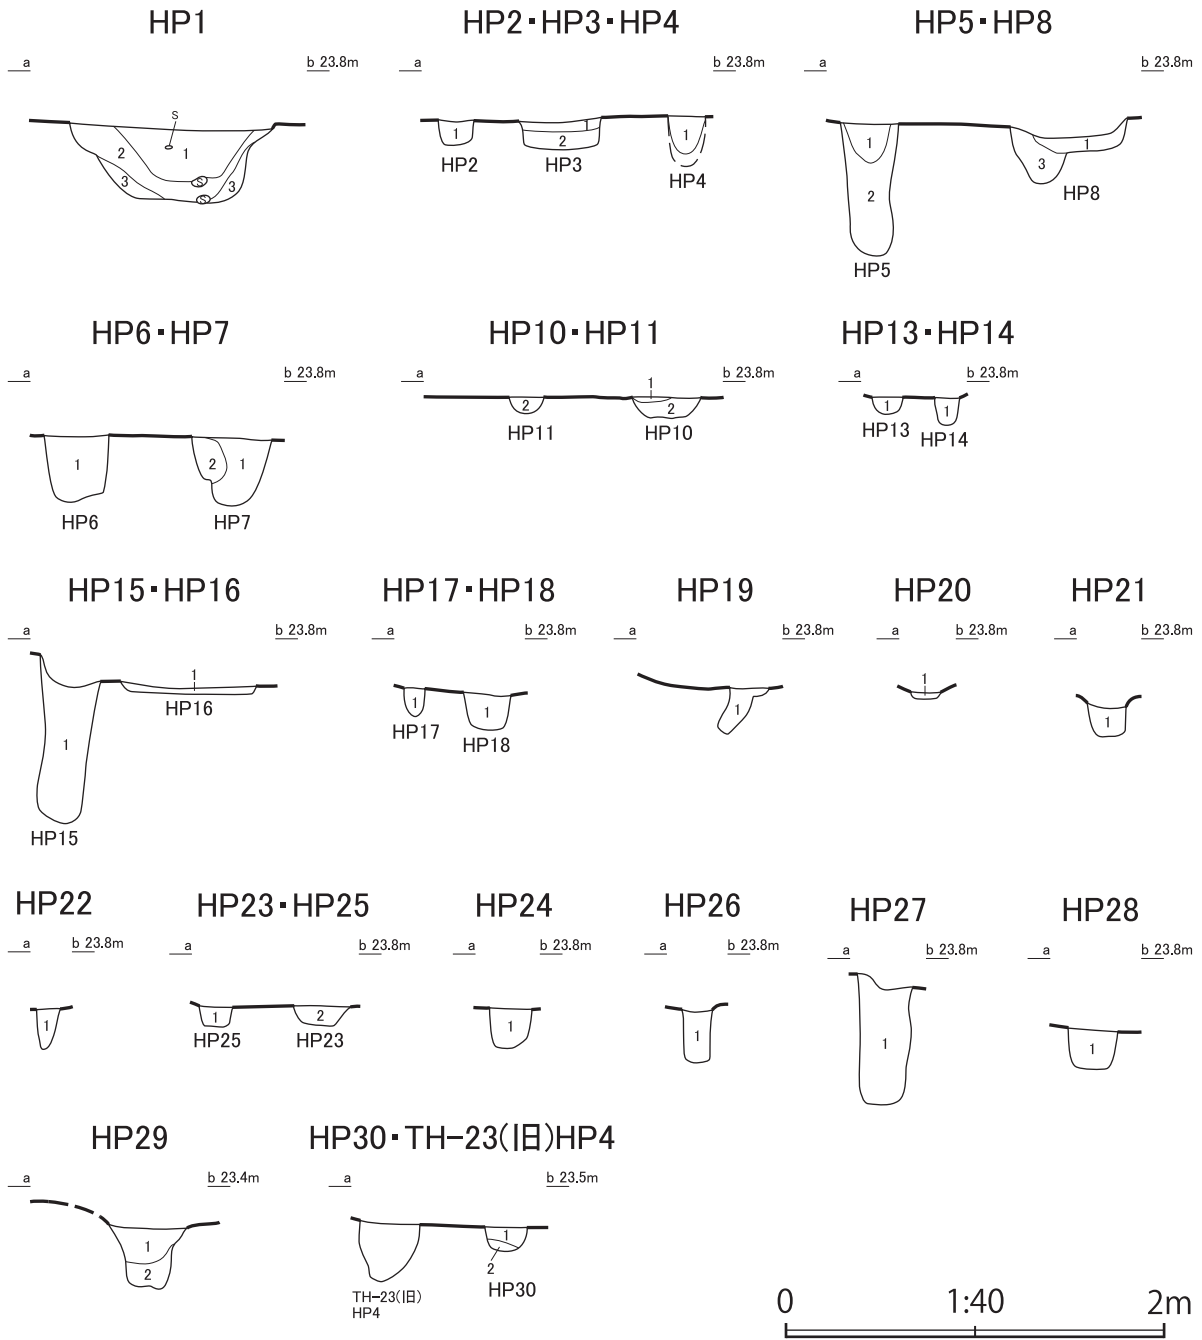 HP1
a b 23.8m
S
2 1
3 S 3
S
HP2・HP3・HP4
a b 23.8m
1 1 1
2
HP2 HP3 HP4
HP5・HP8
a b 23.8m
1 1
3
2
HP8
HP5
HP6・HP7
a b 23.8m
1 2 1
HP6 HP7
HP10・HP11
a b 23.8m
1
2 2
HP11 HP10
HP13・HP14
a b 23.8m
1 1
HP13 HP14
HP15・HP16
a b 23.8m
1
HP16
1
HP15
HP17・HP18
a b 23.8m
1 1
HP17 HP18
HP19
a b 23.8m
1
HP20
a b 23.8m
1
HP21
a b 23.8m
1
HP22
a b 23.8m
1
HP23・HP25
a b 23.8m
1 2
HP25 HP23
HP24
a b 23.8m
1
HP26
a b 23.8m
1
HP27
a b 23.8m
1
HP28
a b 23.8m
1
HP29
a b 23.4m
1
2
HP30・TH-23(旧)HP4
a b 23.5m
1
2
TH-23(旧)
HP4
HP30
0 1:40 2m